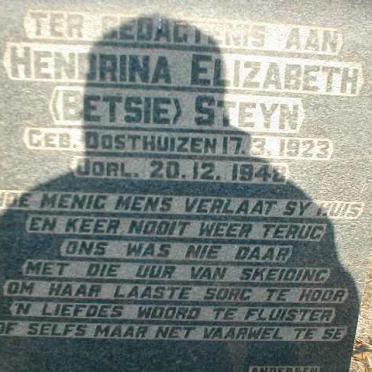 TER GEDAGTENIS AAN
HENDRINA ELIZABETH
(BETSIE) STEYN
GEB. OOSTHUIZEN 17.3.1923
OORL. 20.12.1948
HOE MENIG MENS VERLAAT SY HUIS
EN KEER NOOIT WEER TERUG
ONS WAS NIE DAAR
MET DIE UUR VAN SKEIDING
OM HAAR LAASTE SORG TE HOOR
'N LIEFDES WOORD TE FLUISTER
OF SELFS MAAR NET VAARWEL TE SE